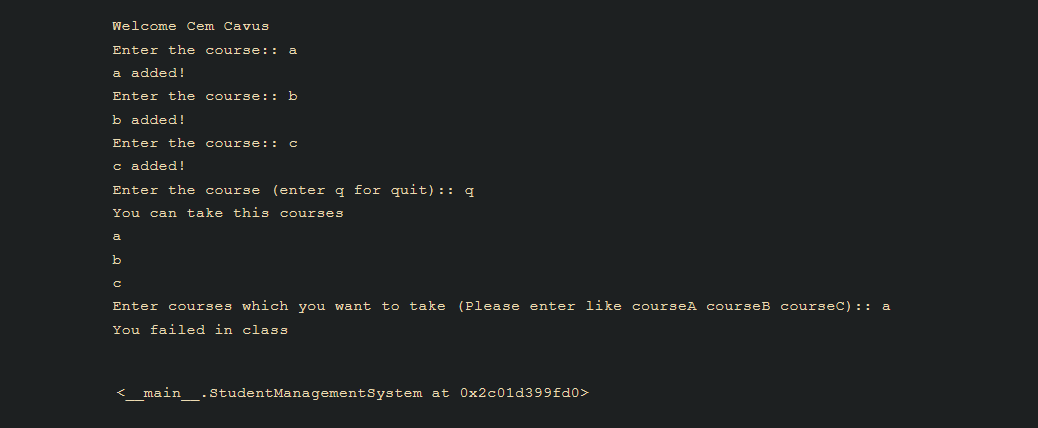 Welcome Cem Cavus
Enter the course:: a
a added!
Enter the course:: b
b added!
Enter the course:: c
c added!
Enter the course (enter q for quit):: q
You can take this courses
a
b
c
Enter courses which you want to take (Please enter like courseA courseB courseC):: a
You failed in class
<__main__.StudentManagementSystem at 0x2c01d399fd0>